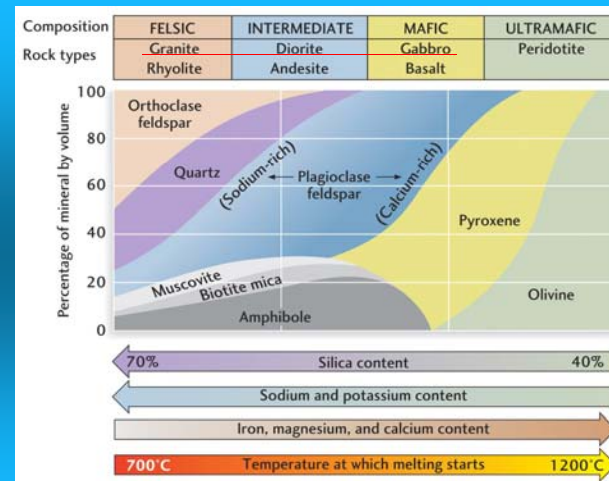 Composition FELSIC INTERMEDIATE MAFIC ULTRAMAFIC
Rock types Granite Diorite Gabbro Peridotite
Rhyolite Andesite Basalt
Percentage of mineral by volume
100
80
60
40
20
0
Orthoclase
feldspar
Quartz
(Sodium-rich)
Plagioclase
feldspar
(Calcium-rich)
Pyroxene
Muscovite
Biotite mica
Amphibole
Olivine
70% Silica content 40%
Sodium and potassium content
Iron, magnesium, and calcium content
700°C Temperature at which melting starts 1200°C